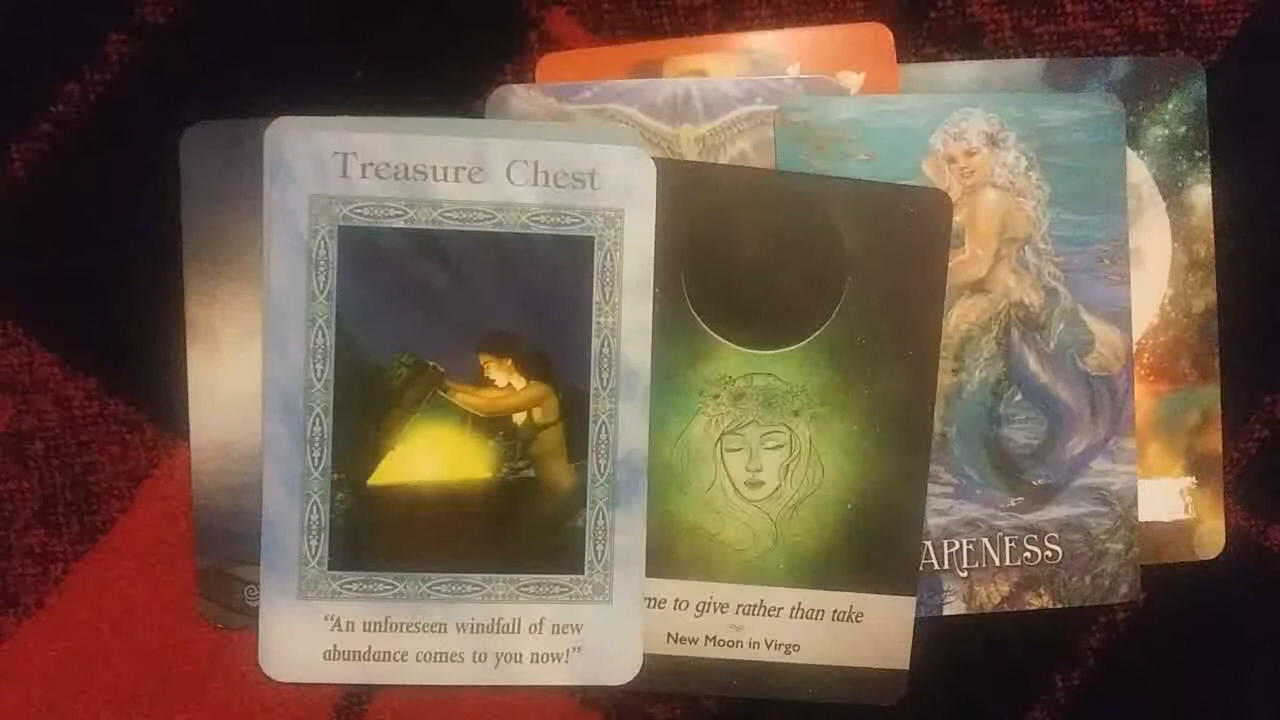 Treasure Chest
“An unforeseen windfall of new
abundance comes to you now!”
me to give rather than take
New Moon in Virgo
ARENESS